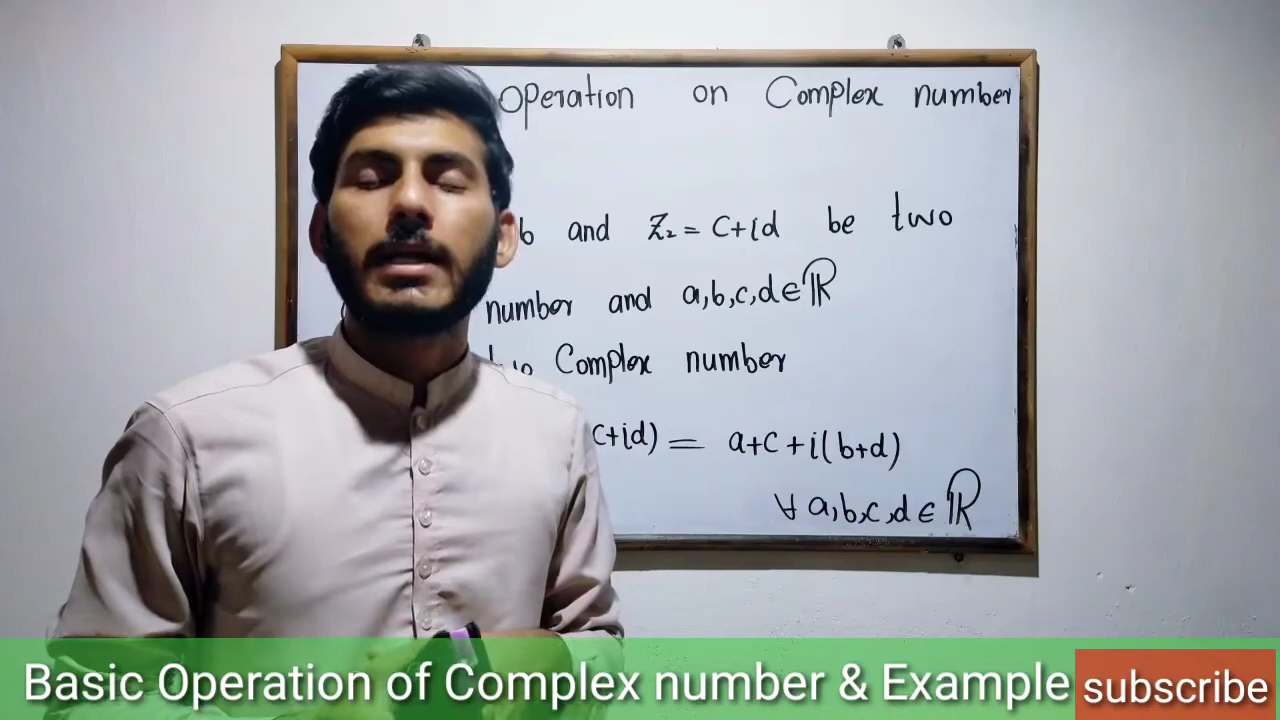 Operation on Complex number
b and Z₂ = C+id be two
number and a,b,c,d ∈ ℝ
two Complex number
c+id) = a+c+i(b+d)
∀ a,b,c,d ∈ ℝ
Basic Operation of Complex number & Example
subscribe